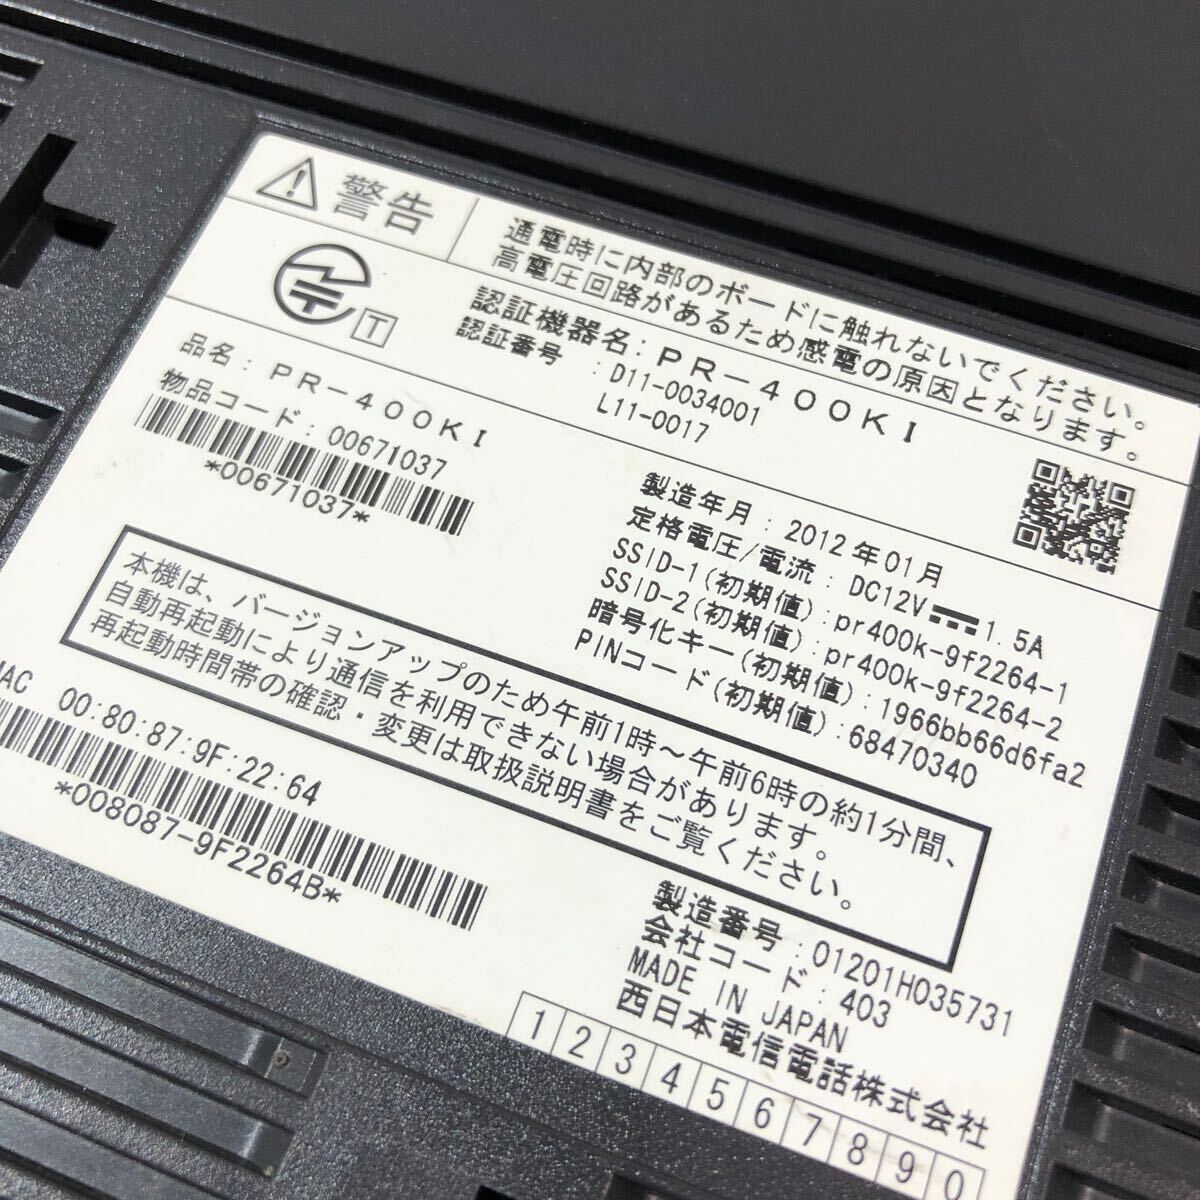 警告
通電時に内部のボードに触れないでください。
高電圧回路があるため感電の原因となります。
T
認証機器名：PR－400KI
認証番号：D11-0034001
L11-0017
品名：PR－400KI
物品コード：00671037
*00671037*
製造年月：2012年01月
定格電圧/電流：DC12V 1.5A
SSID-1(初期値)：pr400k-9f2264-1
SSID-2(初期値)：pr400k-9f2264-2
暗号化キー(初期値)：1966bb66d6fa2
PINコード(初期値)：68470340
本機は、バージョンアップのため午前1時～午前6時の約1分間、
自動再起動により通信を利用できない場合があります。
再起動時間帯の確認・変更は取扱説明書をご覧ください。
MAC 00:80:87:9F:22:64
*008087-9F2264B*
製造番号：01201H035731
会社コード：403
MADE IN JAPAN
西日本電信電話株式会社
1 2 3 4 5 6 7 8 9 0